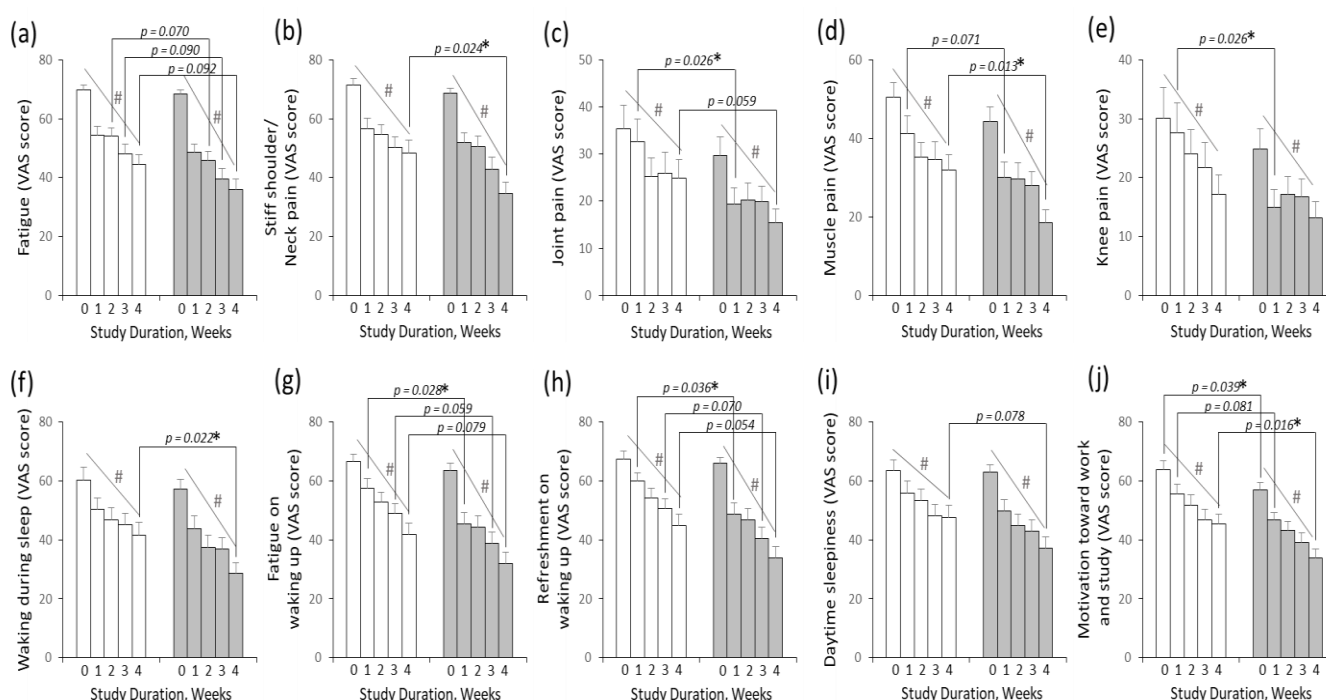 (a)
p = 0.070
p = 0.090
p = 0.092
80
60
40
20
0
#
#
Fatigue (VAS score)
0 1 2 3 4 0 1 2 3 4
Study Duration, Weeks
(b)
p = 0.024*
80
60
40
20
0
#
#
Stiff shoulder/
Neck pain (VAS score)
0 1 2 3 4 0 1 2 3 4
Study Duration, Weeks
(c)
p = 0.026*
p = 0.059
50
40
30
20
10
0
#
#
Joint pain (VAS score)
0 1 2 3 4 0 1 2 3 4
Study Duration, Weeks
(d)
p = 0.071
p = 0.013*
60
40
20
0
#
#
Muscle pain (VAS score)
0 1 2 3 4 0 1 2 3 4
Study Duration, Weeks
(e)
p = 0.026*
40
30
20
10
0
#
#
Knee pain (VAS score)
0 1 2 3 4 0 1 2 3 4
Study Duration, Weeks
(f)
p = 0.022*
80
60
40
20
0
#
#
Waking during sleep (VAS score)
0 1 2 3 4 0 1 2 3 4
Study Duration, Weeks
(g)
p = 0.028*
p = 0.059
p = 0.079
80
60
40
20
0
#
#
Fatigue on
waking up (VAS score)
0 1 2 3 4 0 1 2 3 4
Study Duration, Weeks
(h)
p = 0.036*
p = 0.070
p = 0.054
80
60
40
20
0
#
#
Refreshment on
waking up (VAS score)
0 1 2 3 4 0 1 2 3 4
Study Duration, Weeks
(i)
p = 0.078
80
60
40
20
0
#
#
Daytime sleepiness (VAS score)
0 1 2 3 4 0 1 2 3 4
Study Duration, Weeks
(j)
p = 0.039*
p = 0.081
p = 0.016*
80
60
40
20
0
#
#
Motivation toward work
and study (VAS score)
0 1 2 3 4 0 1 2 3 4
Study Duration, Weeks